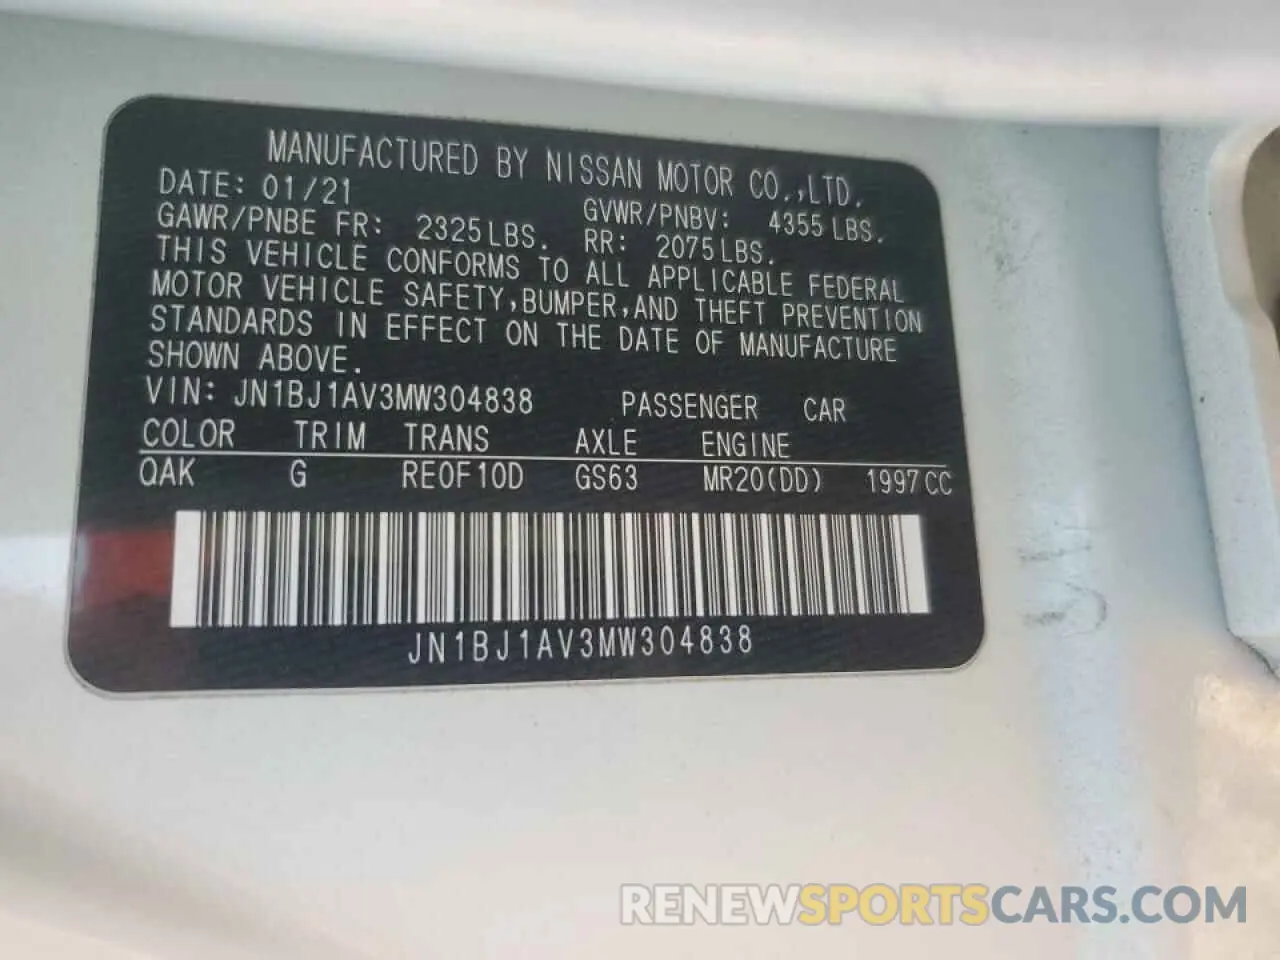 MANUFACTURED BY NISSAN MOTOR CO.,LTD.
DATE: 01/21 GVWR/PNBV: 4355 LBS.
GAWR/PNBE FR: 2325LBS. RR: 2075LBS.
THIS VEHICLE CONFORMS TO ALL APPLICABLE FEDERAL
MOTOR VEHICLE SAFETY,BUMPER,AND THEFT PREVENTION
STANDARDS IN EFFECT ON THE DATE OF MANUFACTURE
SHOWN ABOVE.
VIN: JN1BJ1AV3MW304838 PASSENGER CAR
COLOR TRIM TRANS AXLE ENGINE
QAK G RE0F10D GS63 MR20(DD) 1997CC
JN1BJ1AV3MW304838
RENEWSPORTSCARS.COM